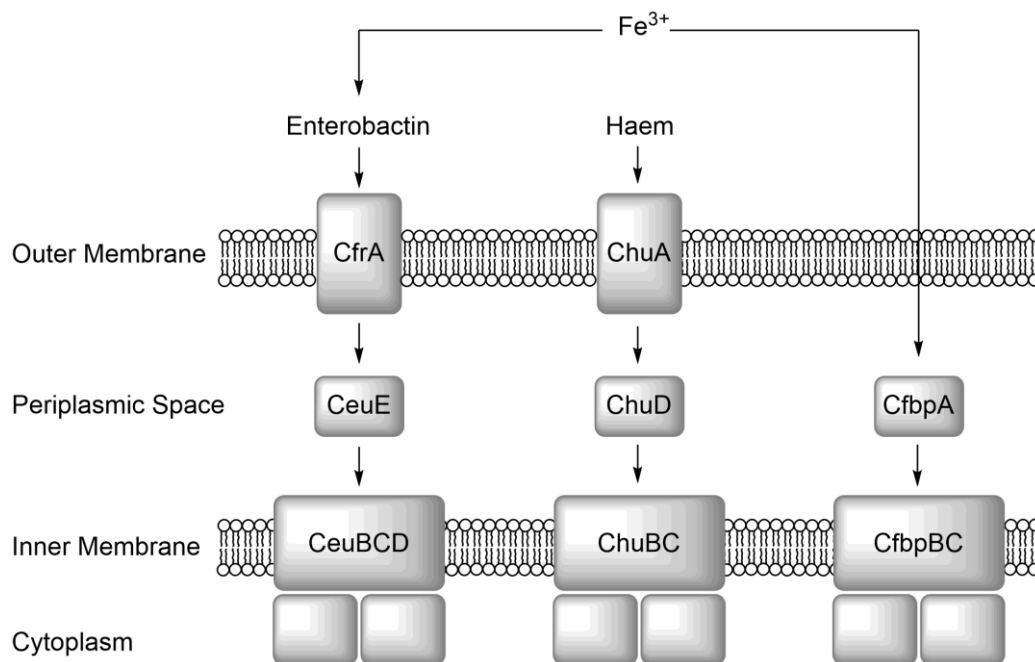 Fe3+
Enterobactin Haem
Outer Membrane CfrA ChuA
Periplasmic Space CeuE ChuD CfbpA
Inner Membrane CeuBCD ChuBC CfbpBC
Cytoplasm